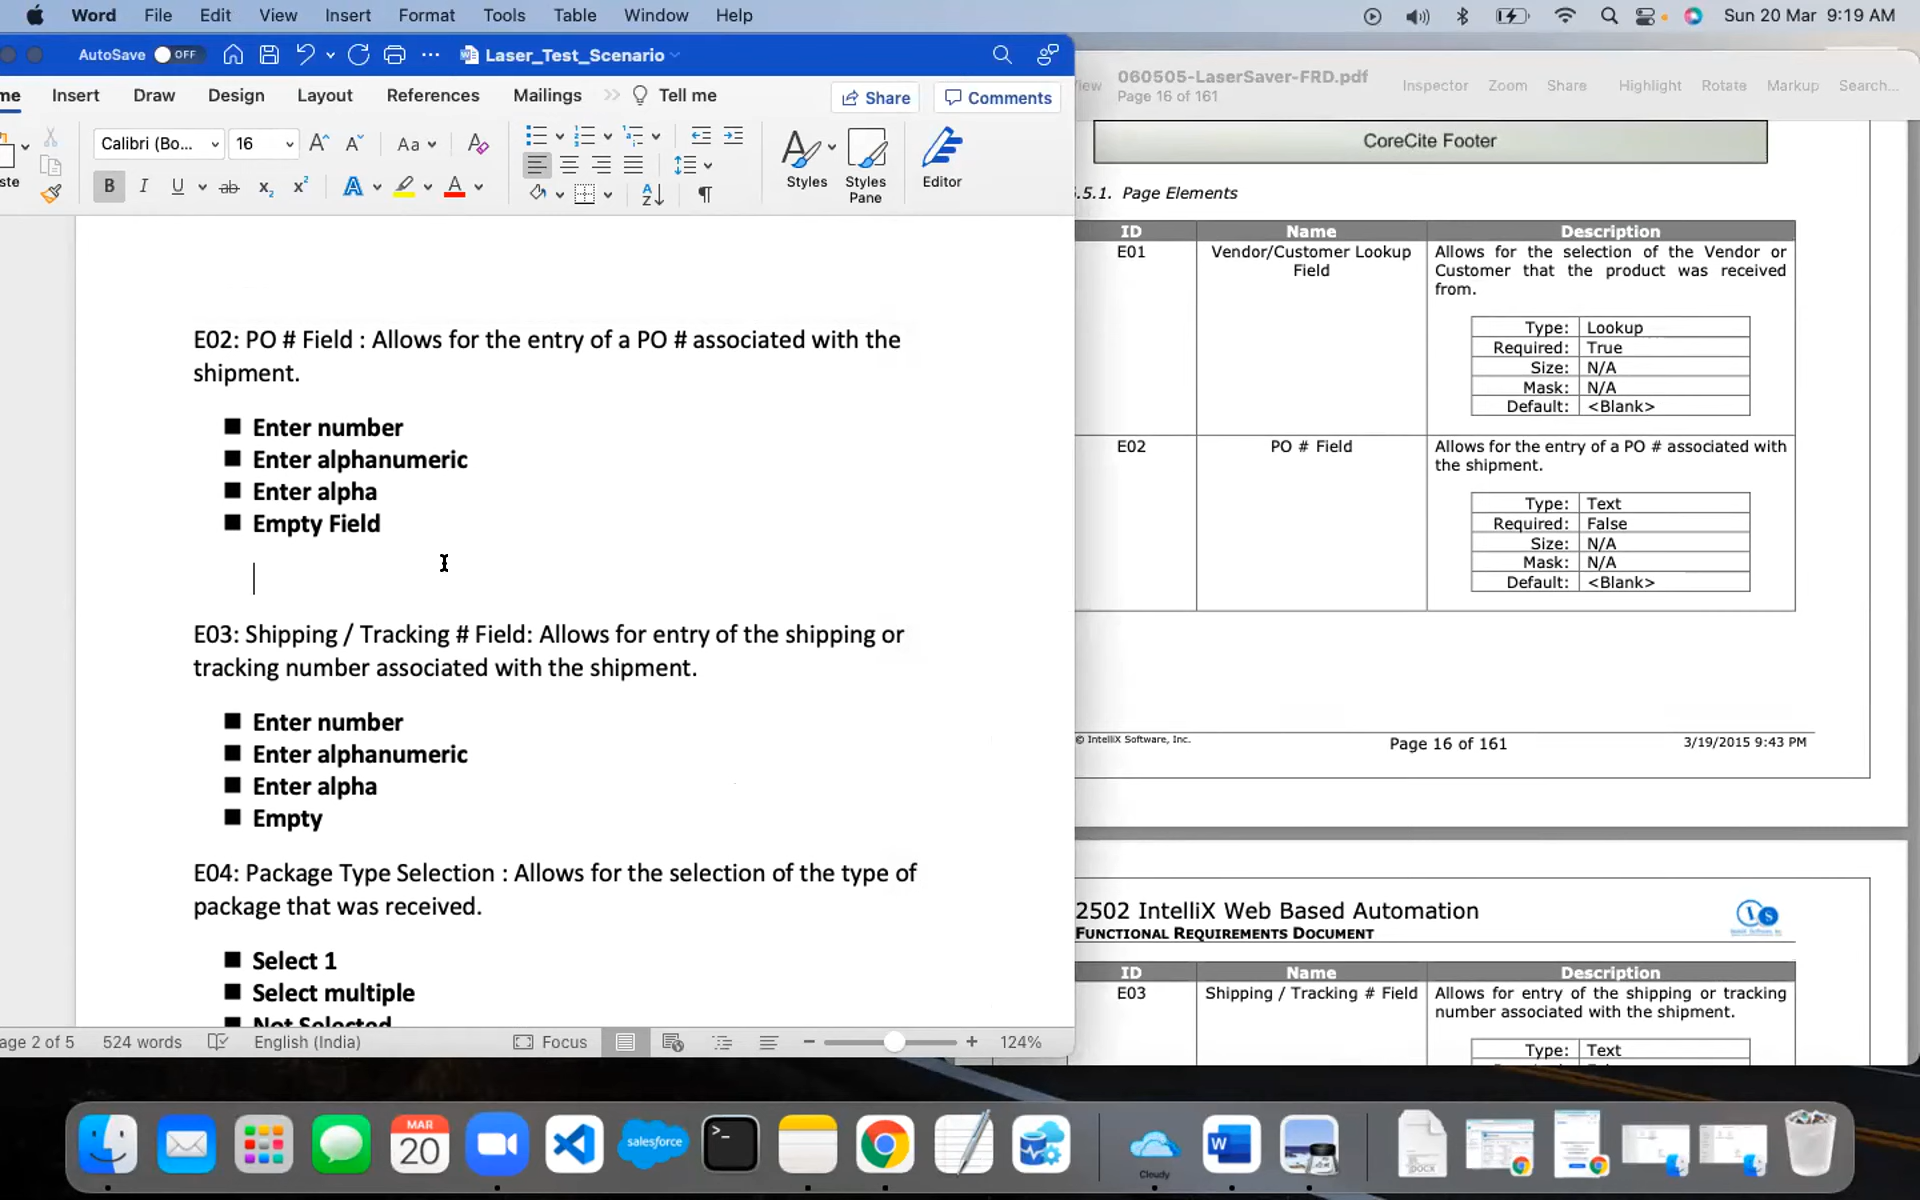 Word File Edit View Insert Format Tools Table Window Help Sun 20 Mar 9:19 AM
AutoSave OFF Laser_Test_Scenario
me Insert Draw Design Layout References Mailings Tell me Share Comments
Calibri (Bo... 16 Aa
ste B I U ab x₂ x² A A Styles Styles Pane Editor
E02: PO # Field : Allows for the entry of a PO # associated with the
shipment.
Enter number
Enter alphanumeric
Enter alpha
Empty Field
E03: Shipping / Tracking # Field: Allows for entry of the shipping or
tracking number associated with the shipment.
Enter number
Enter alphanumeric
Enter alpha
Empty
E04: Package Type Selection : Allows for the selection of the type of
package that was received.
Select 1
Select multiple
Not Selected
age 2 of 5 524 words English (India) Focus 124%
iew 060505-LaserSaver-FRD.pdf Inspector Zoom Share Highlight Rotate Markup Search...
Page 16 of 161
CoreCite Footer
.5.1. Page Elements
ID Name Description
E01 Vendor/Customer Lookup Allows for the selection of the Vendor or
Field Customer that the product was received
from.
Type: Lookup
Required: True
Size: N/A
Mask: N/A
Default: <Blank>
E02 PO # Field Allows for the entry of a PO # associated with
the shipment.
Type: Text
Required: False
Size: N/A
Mask: N/A
Default: <Blank>
© IntelliX Software, Inc. Page 16 of 161 3/19/2015 9:43 PM
2502 IntelliX Web Based Automation
FUNCTIONAL REQUIREMENTS DOCUMENT
ID Name Description
E03 Shipping / Tracking # Field Allows for entry of the shipping or tracking
number associated with the shipment.
Type: Text
MAR
20
salesforce
Cloudy
W
DOCX